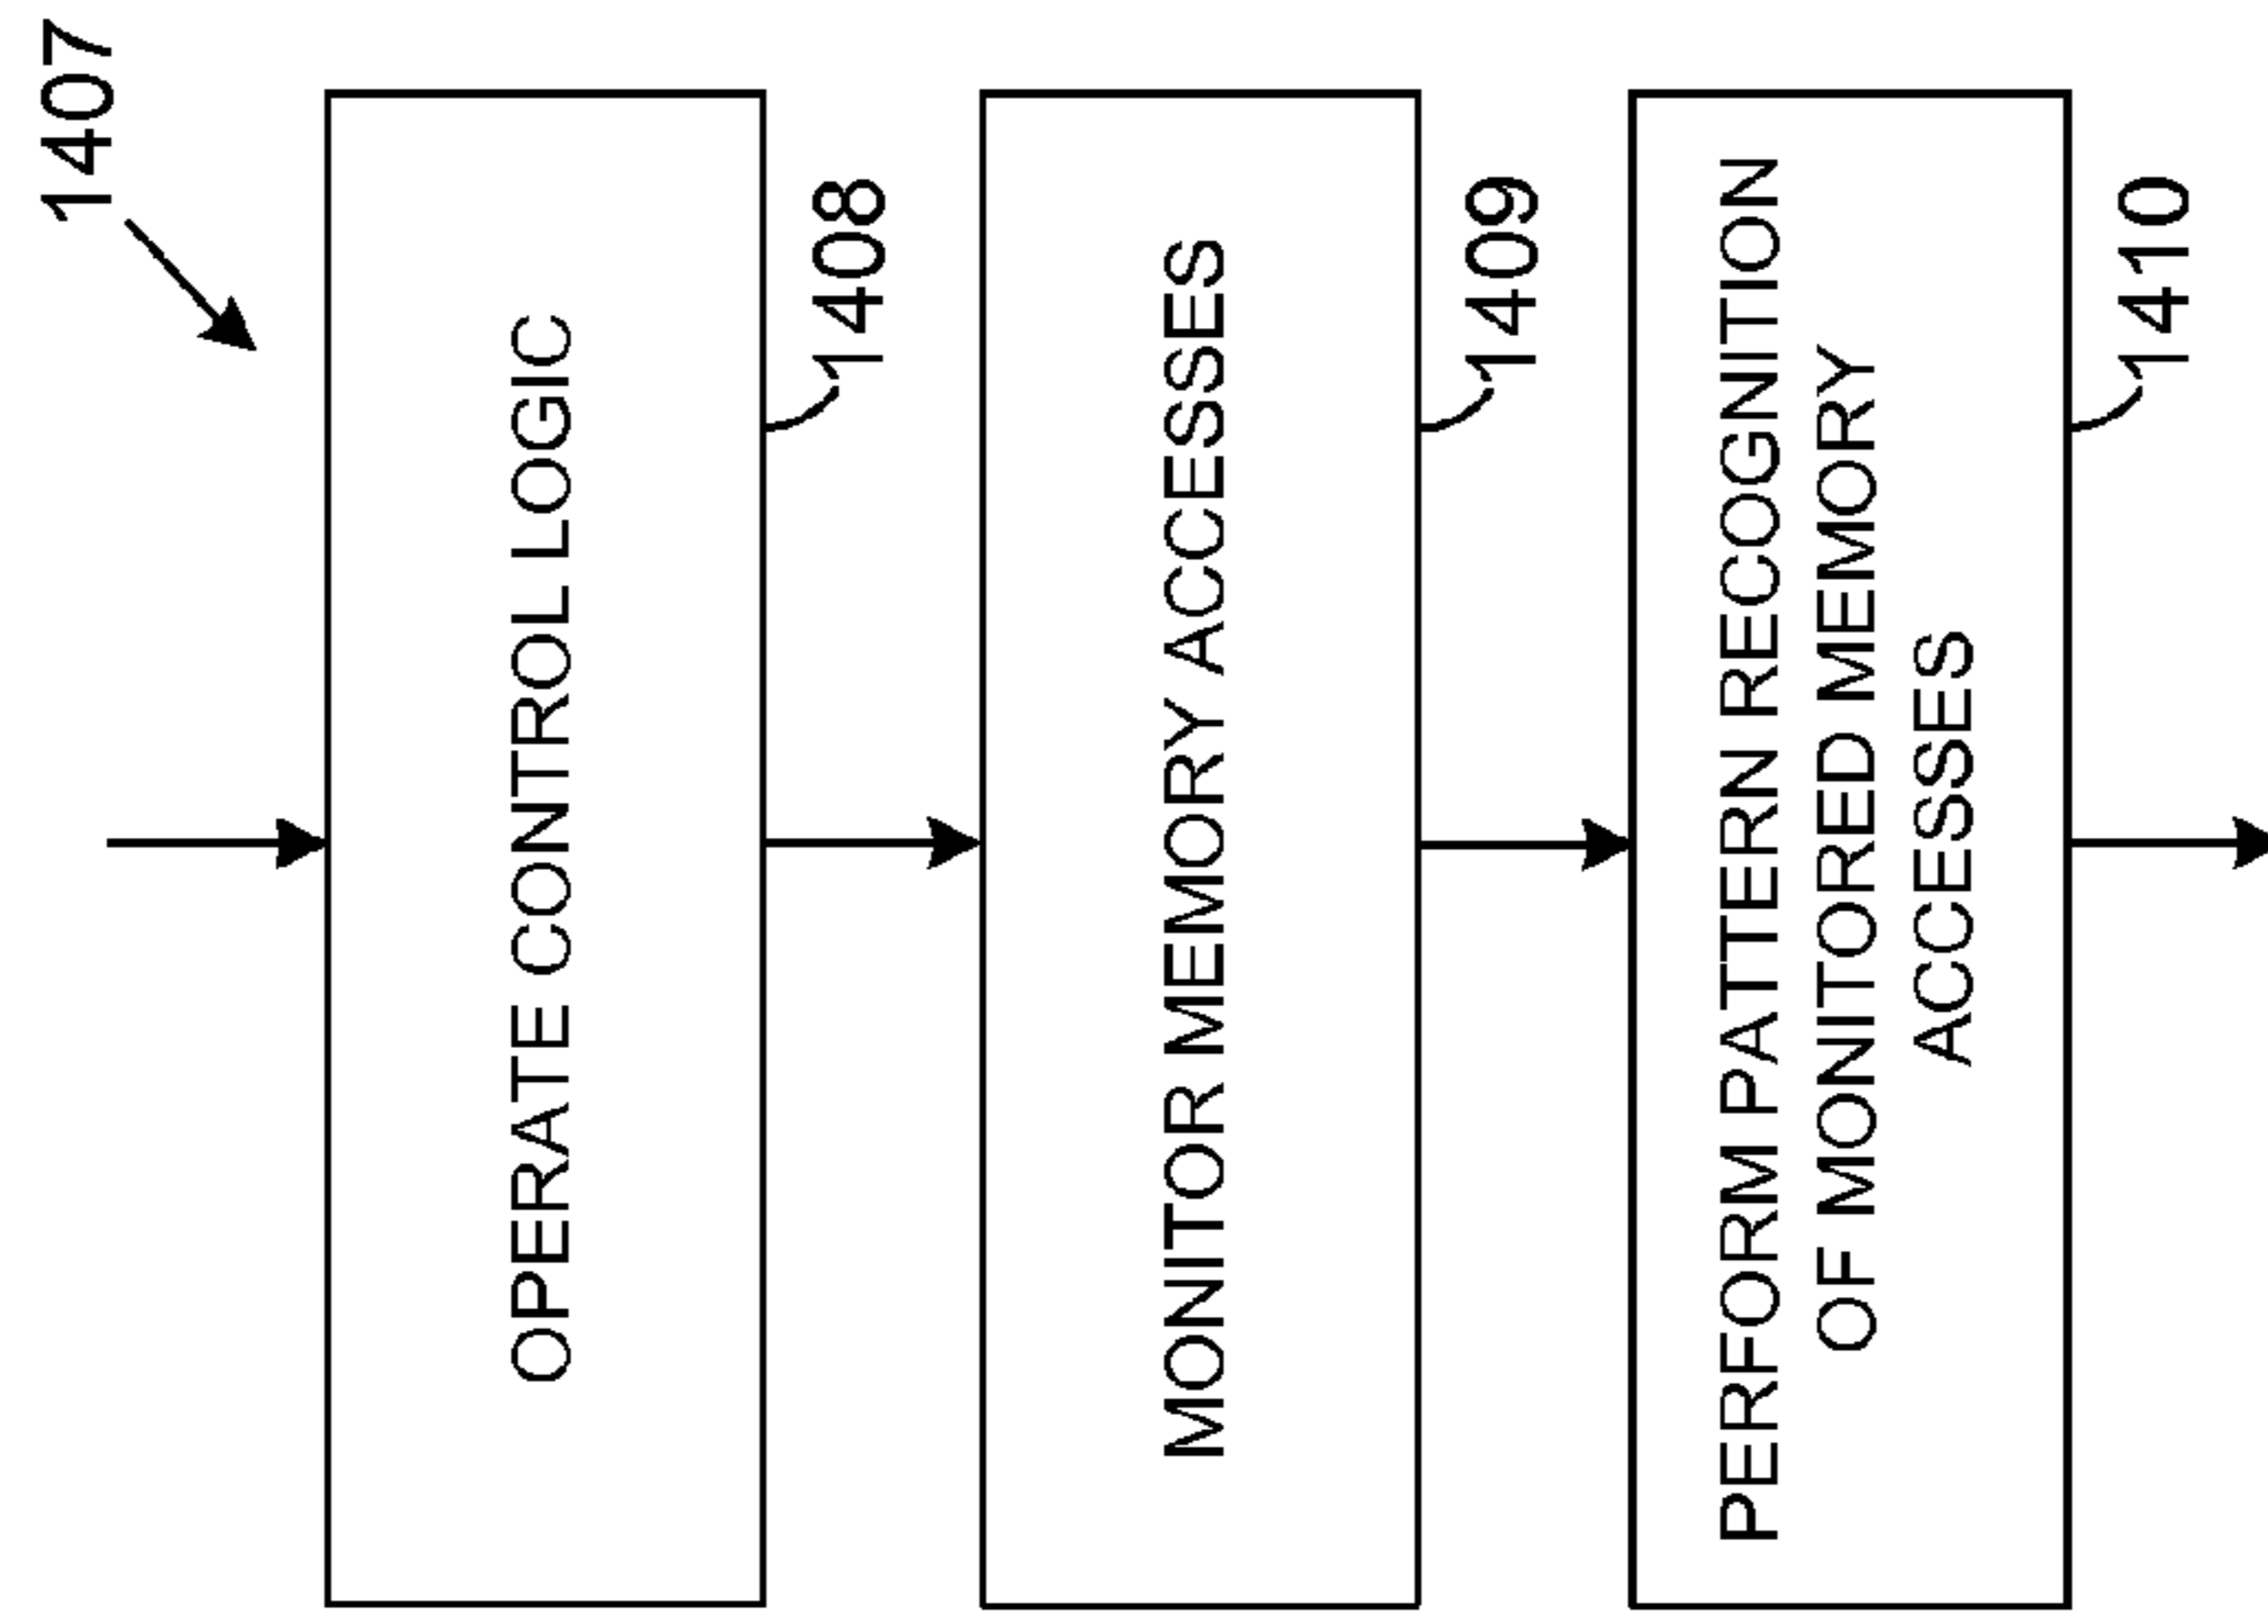 1407
OPERATE CONTROL LOGIC
1408
MONITOR MEMORY ACCESSES
1409
PERFORM PATTERN RECOGNITION
OF MONITORED MEMORY
ACCESSES
1410